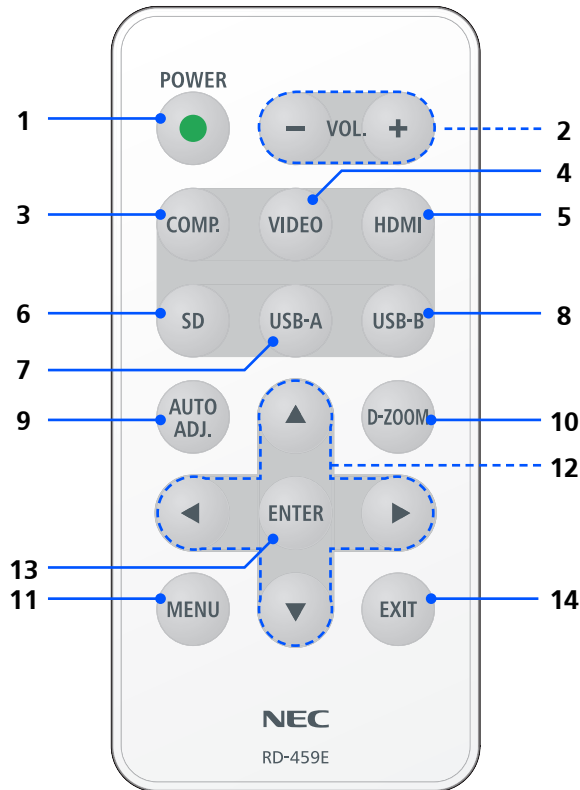 POWER
1
− VOL. +
2
4
3
COMP.
VIDEO
HDMI
5
6
SD
USB-A
USB-B
8
7
9
AUTO
ADJ.
D-ZOOM
10
12
ENTER
13
11
MENU
EXIT
14
NEC
RD-459E